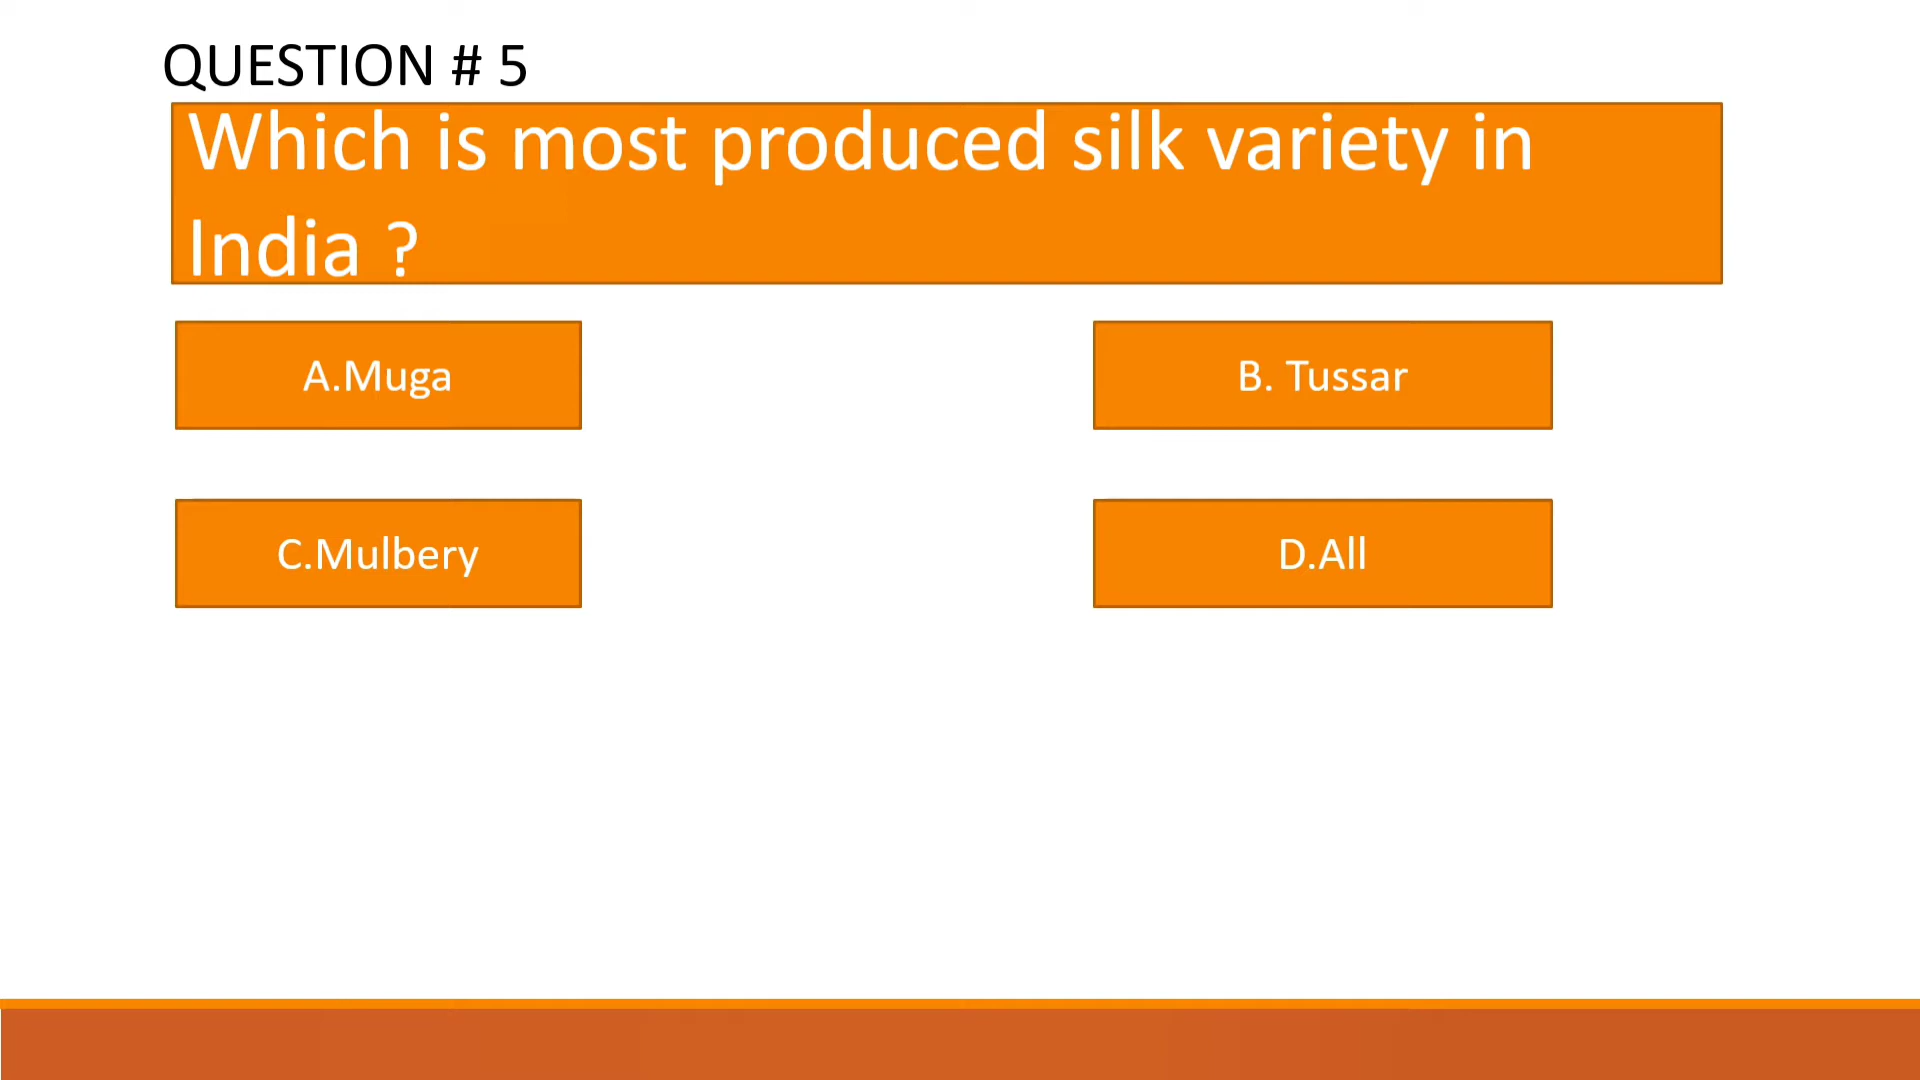 QUESTION # 5
Which is most produced silk variety in
India ?
A.Muga
B. Tussar
C.Mulbery
D.All